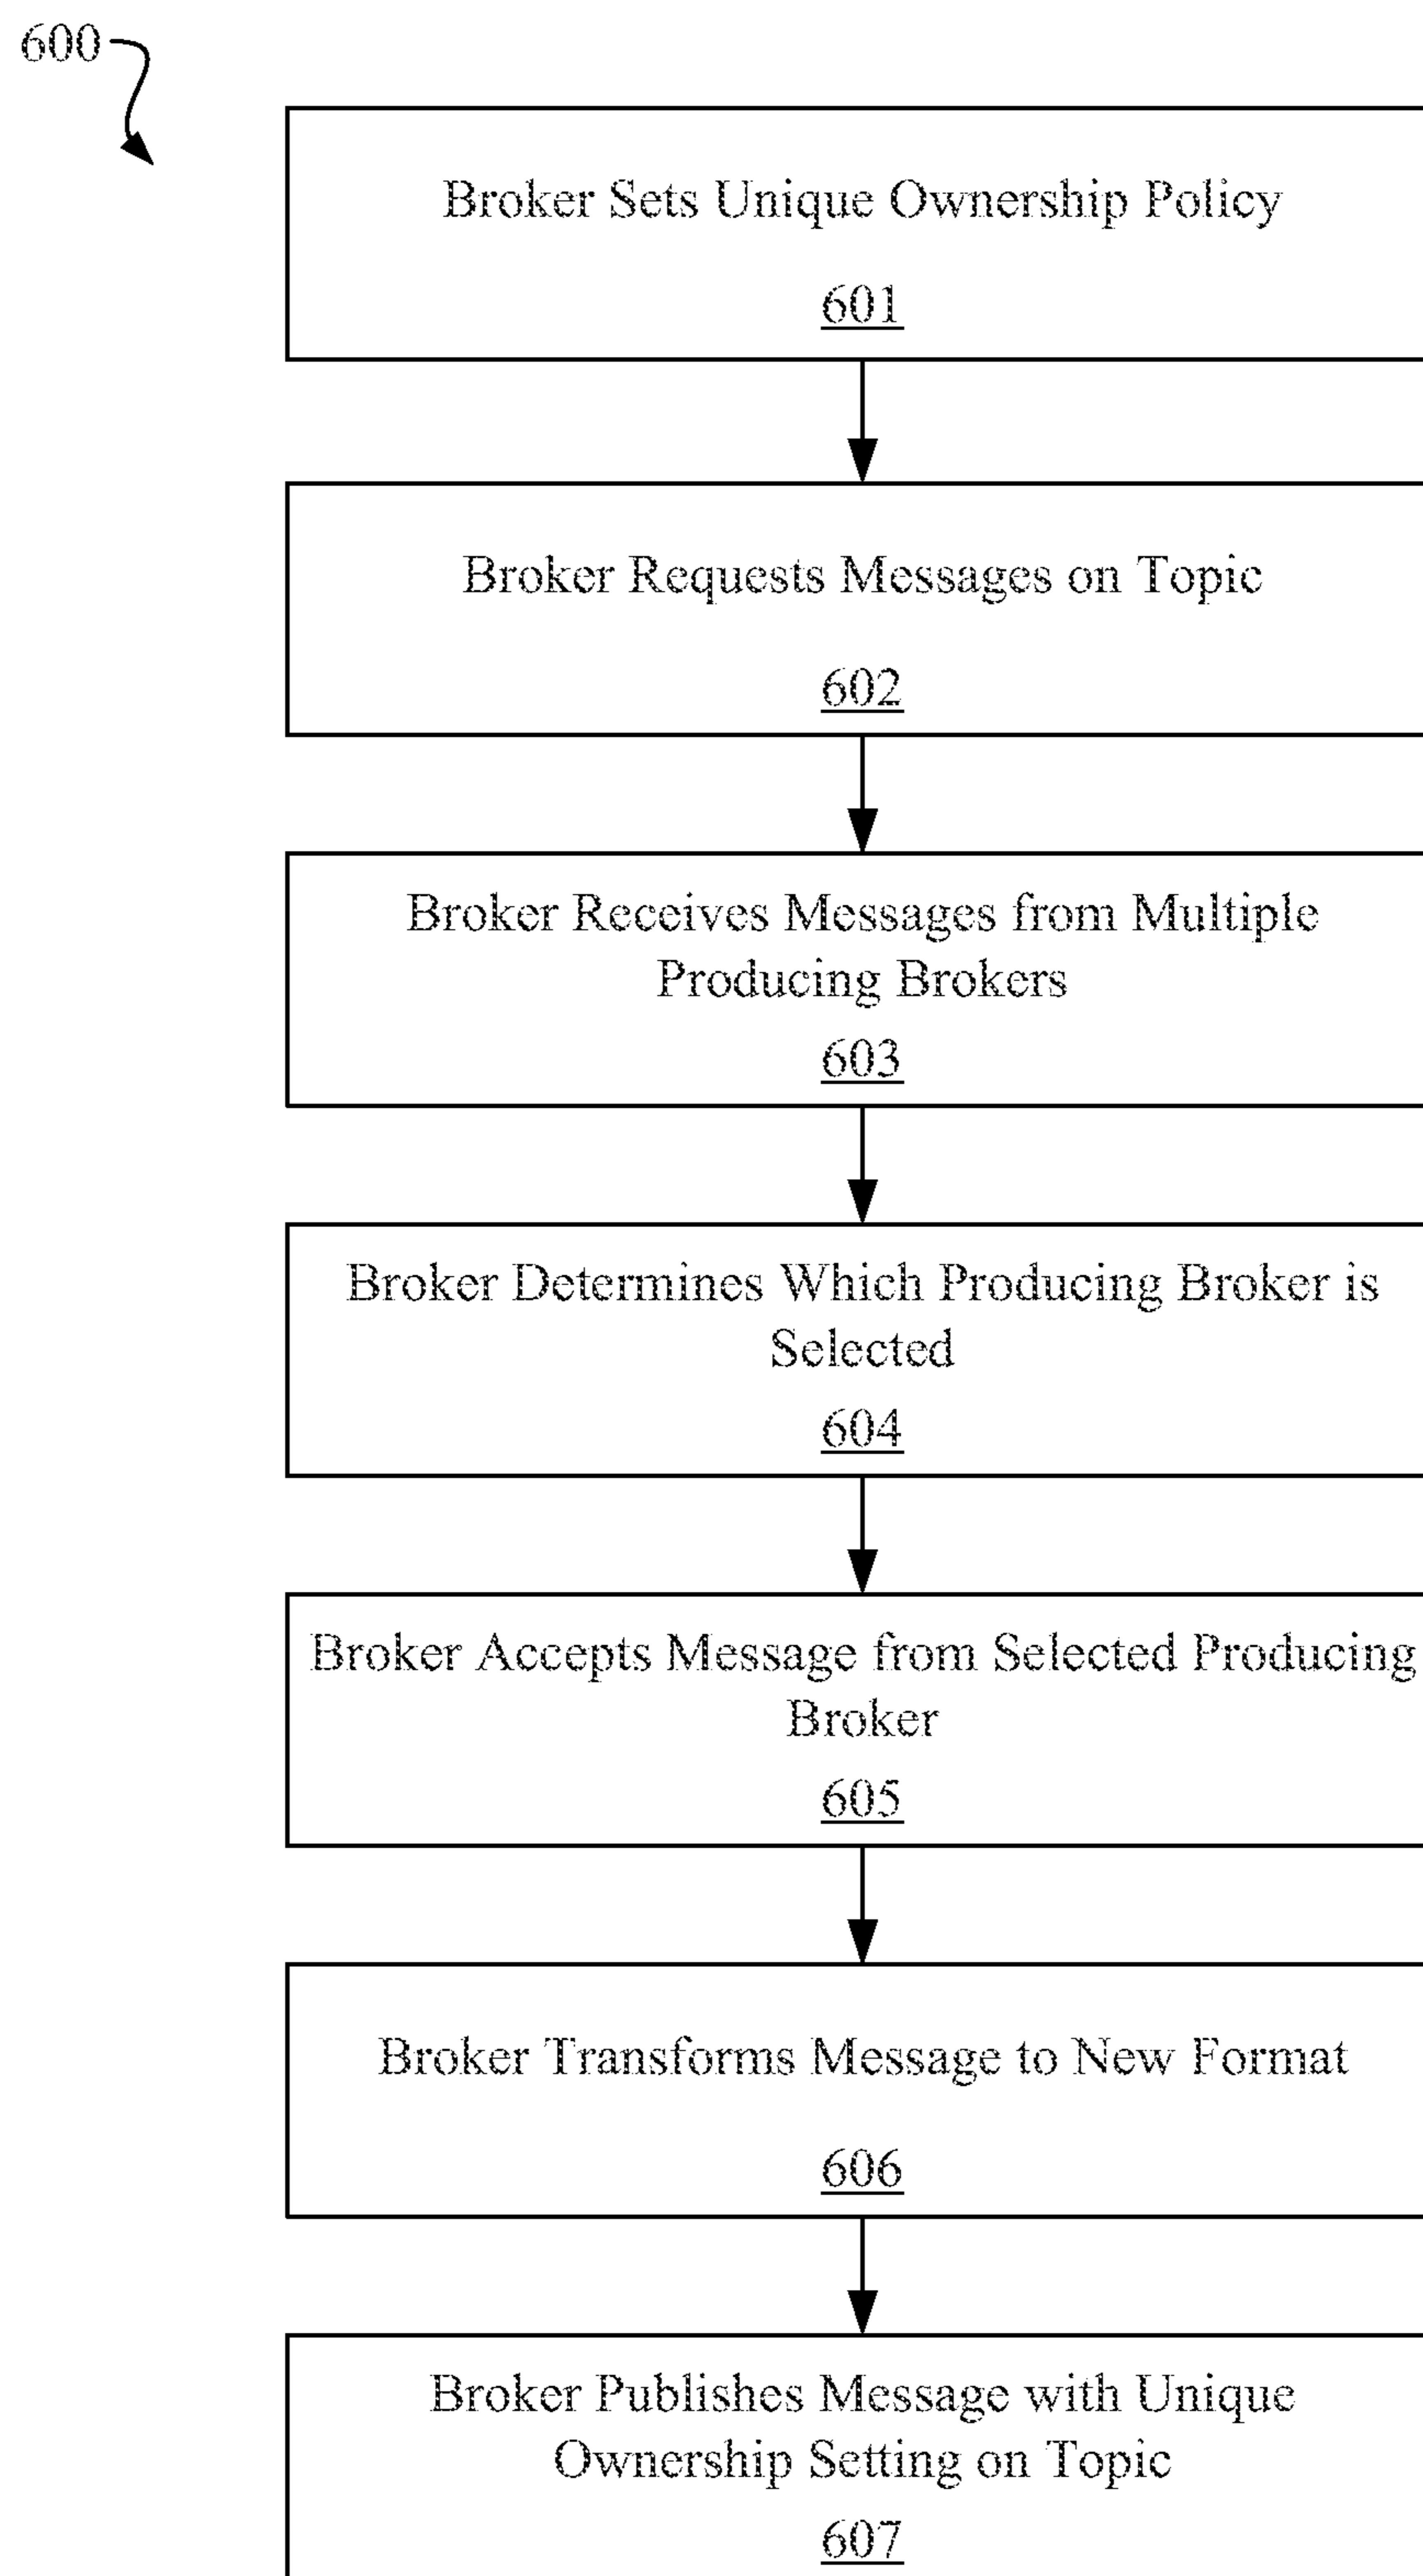 600
Broker Sets Unique Ownership Policy
601
Broker Requests Messages on Topic
602
Broker Receives Messages from Multiple
Producing Brokers
603
Broker Determines Which Producing Broker is
Selected
604
Broker Accepts Message from Selected Producing
Broker
605
Broker Transforms Message to New Format
606
Broker Publishes Message with Unique
Ownership Setting on Topic
607